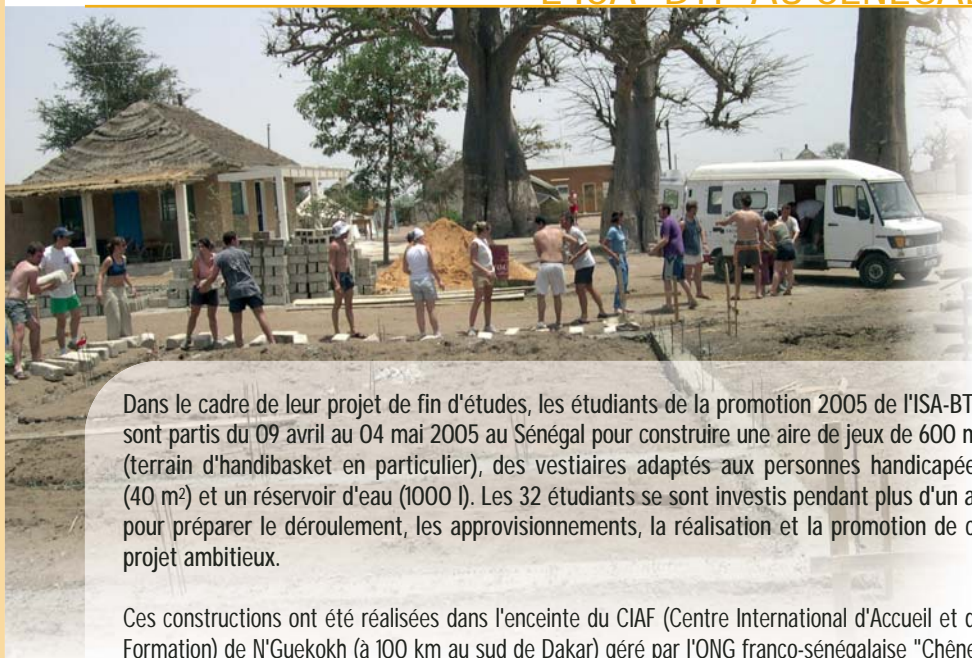 AU
Dans le cadre de leur projet de fin d'études, les étudiants de la promotion 2005 de l'ISA-BT
sont partis du 09 avril au 04 mai 2005 au Sénégal pour construire une aire de jeux de 600 m
(terrain d'handibasket en particulier), des vestiaires adaptés aux personnes handicapée
(40 m²) et un réservoir d'eau (1000 l). Les 32 étudiants se sont investis pendant plus d'un a
pour préparer le déroulement, les approvisionnements, la réalisation et la promotion de c
projet ambitieux.
Ces constructions ont été réalisées dans l'enceinte du CIAF (Centre International d'Accueil et d
Formation) de N'Guekokh (à 100 km au sud de Dakar) géré par l'ONG franco-sénégalaise "Chêne